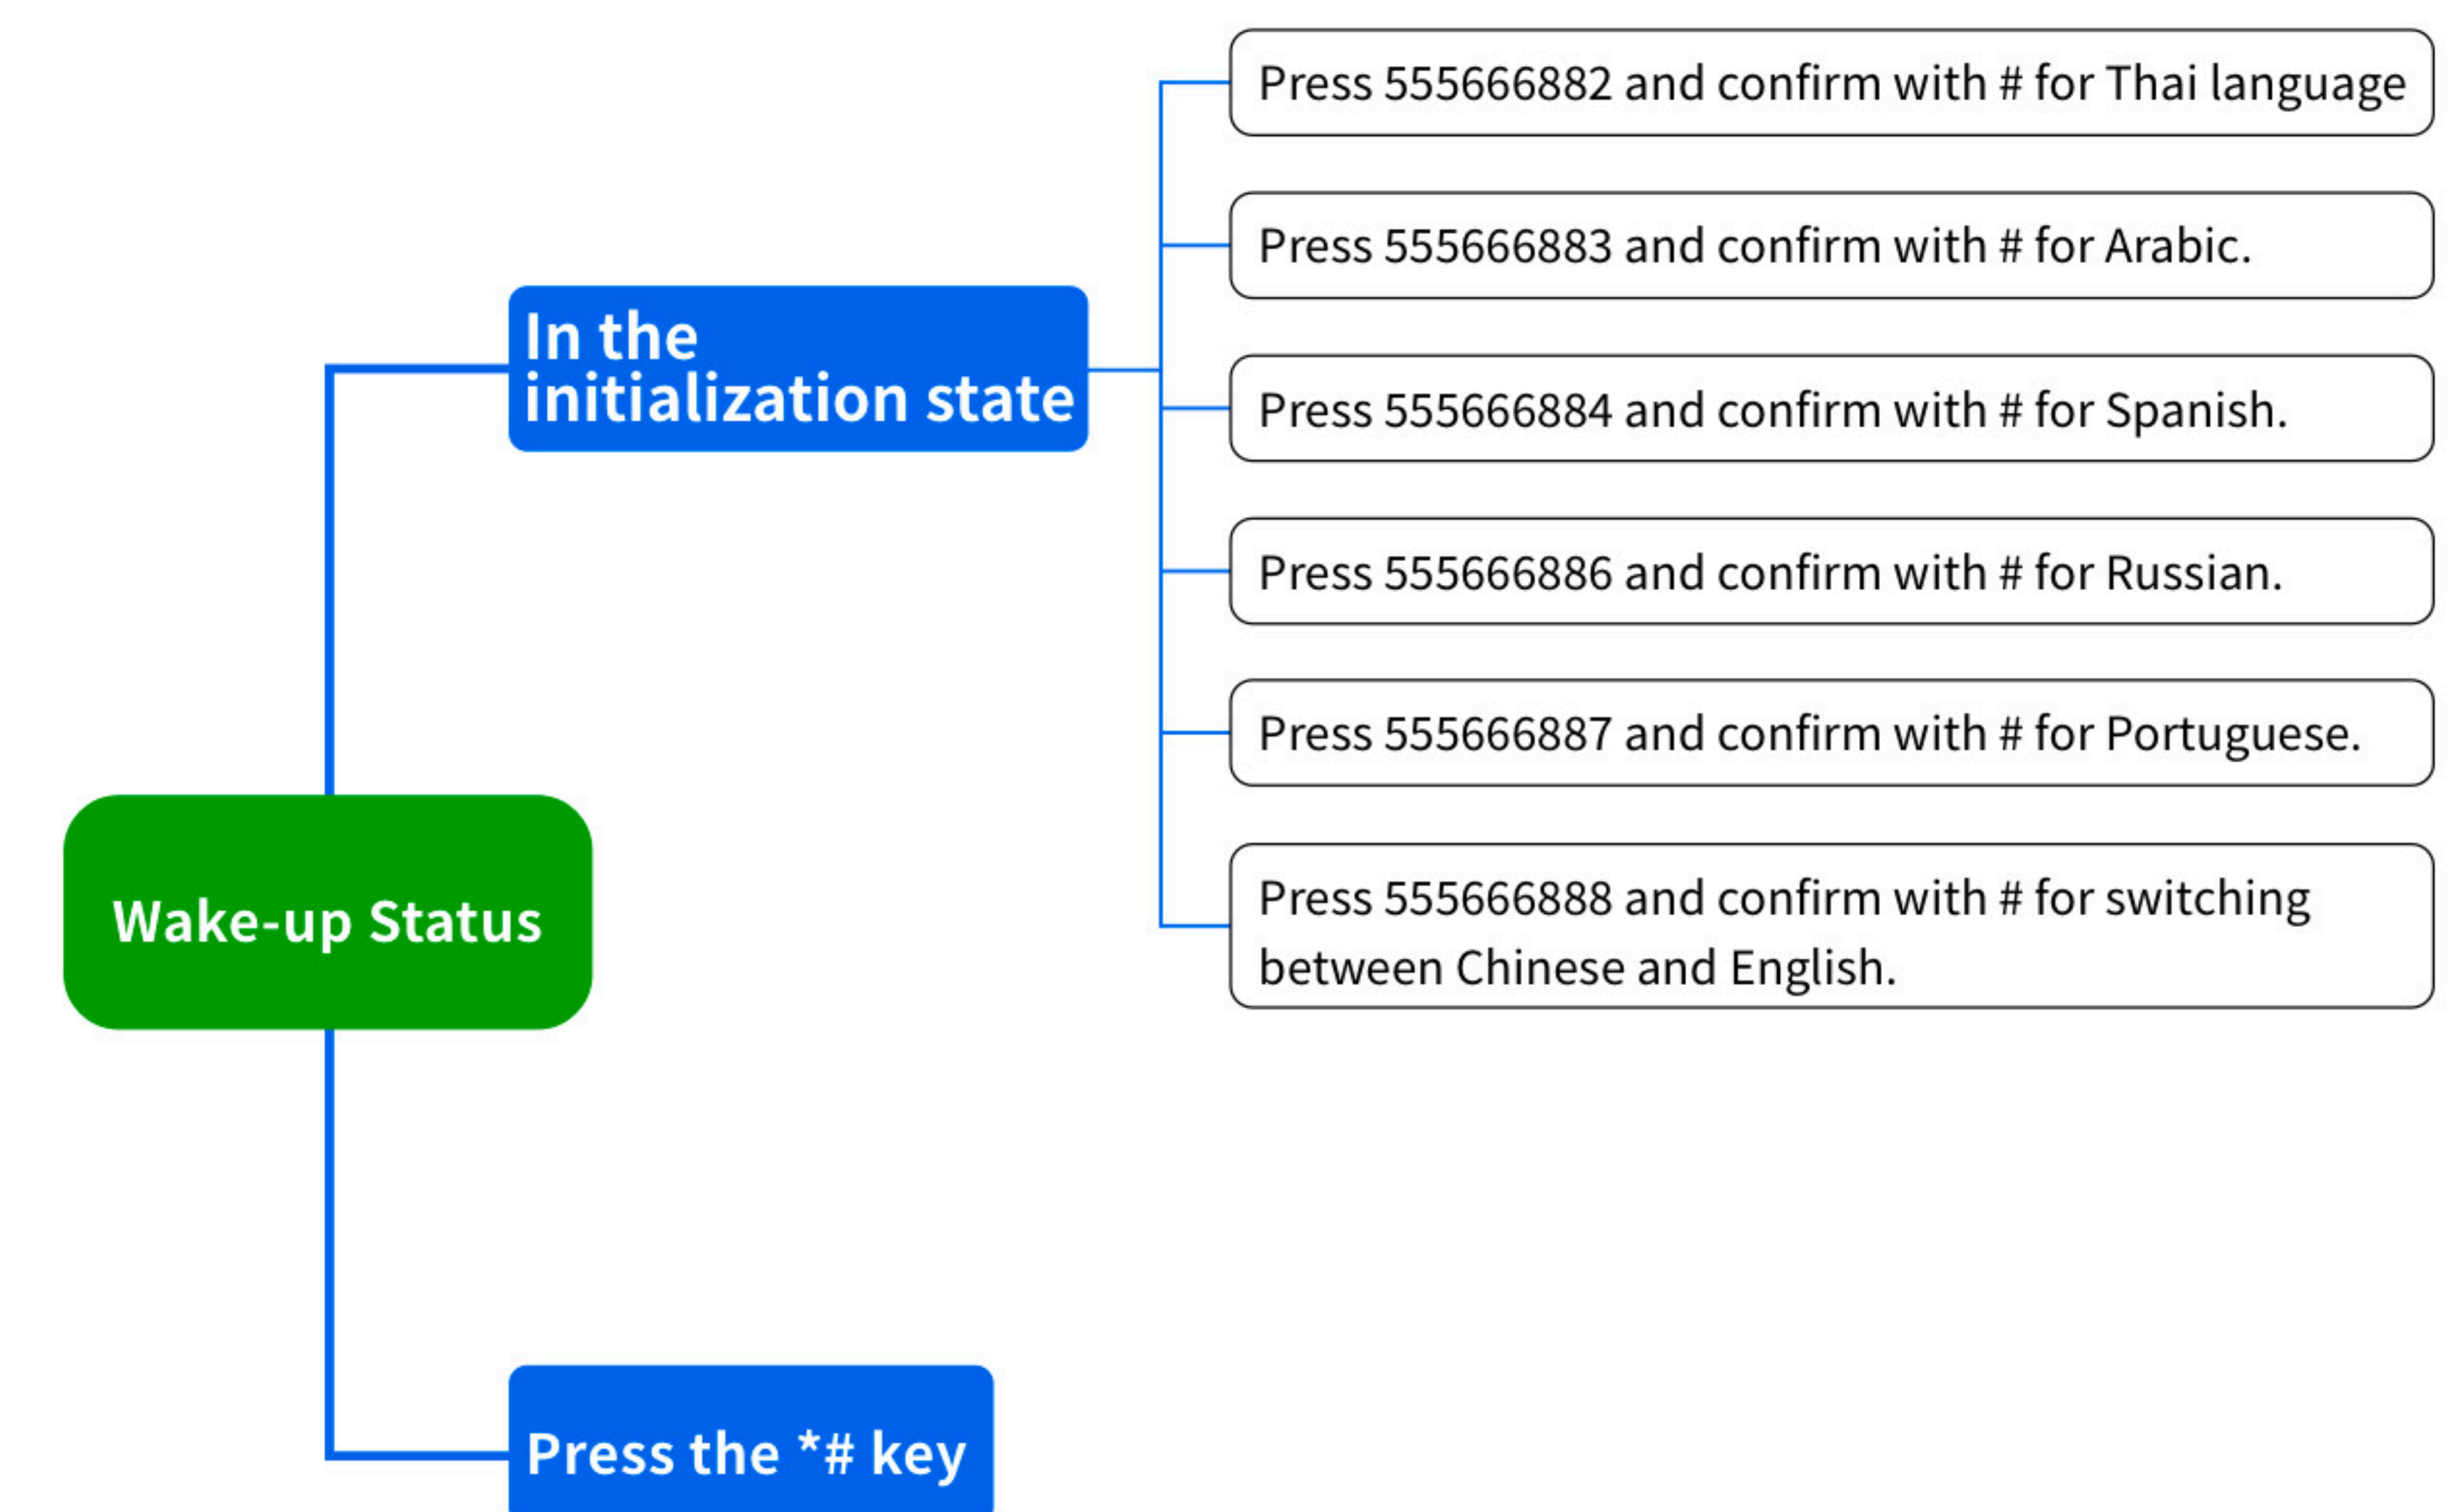 Press 555666882 and confirm with # for Thai language
Press 555666883 and confirm with # for Arabic.
In the
initialization state
Press 555666884 and confirm with # for Spanish.
Press 555666886 and confirm with # for Russian.
Press 555666887 and confirm with # for Portuguese.
Wake-up Status
Press 555666888 and confirm with # for switching
between Chinese and English.
Press the *# key